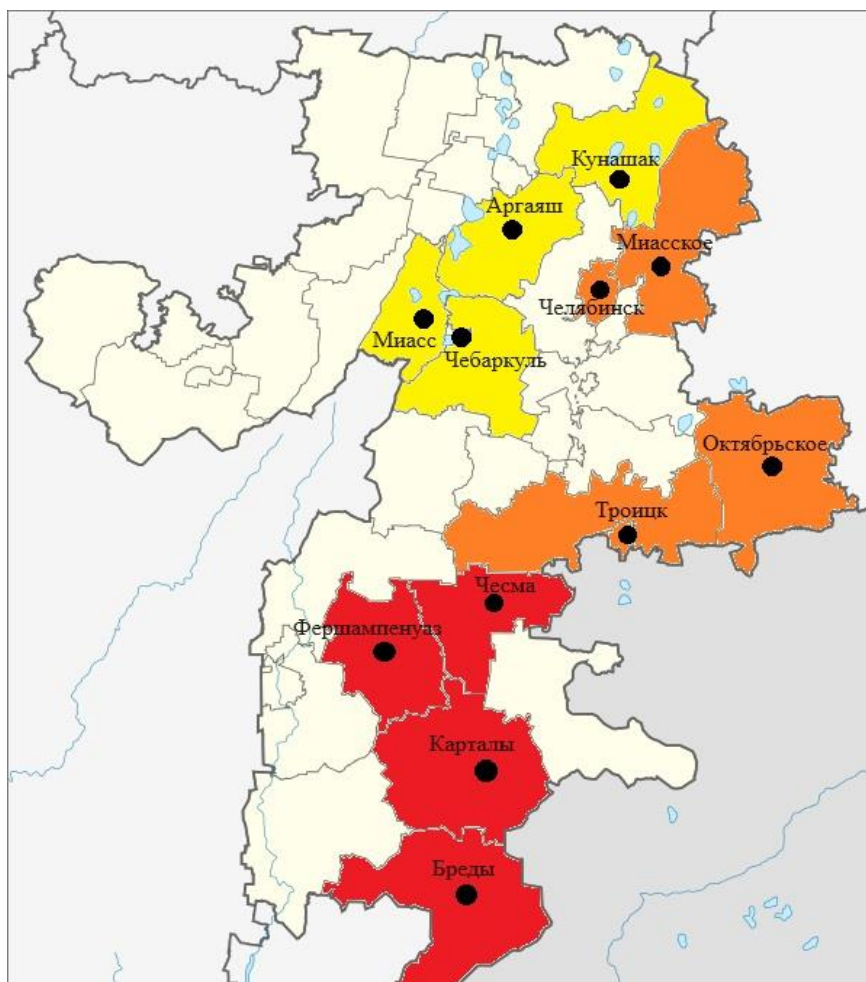 Кунашак
Аргаяш
Миасское
Челябинск
Миасс
Чебаркуль
Октябрьское
Троицк
Чесма
Фершампенуаз
Карталы
Бреды